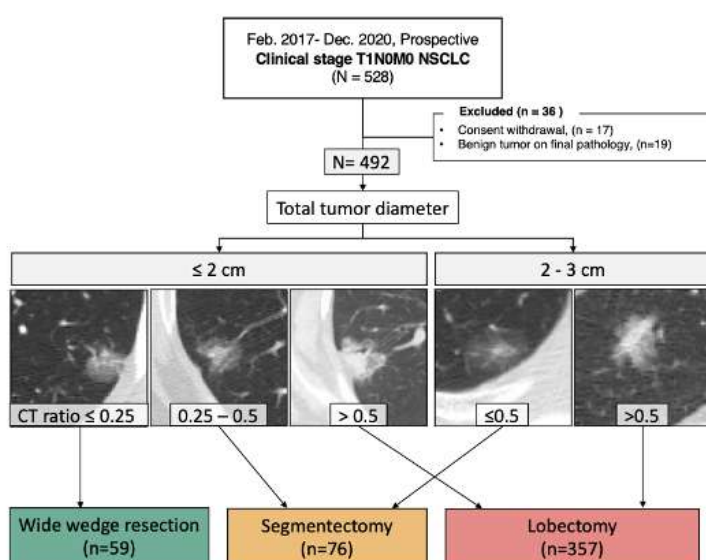 Feb. 2017- Dec. 2020, Prospective
Clinical stage T1N0M0 NSCLC
(N = 528)
Excluded (n = 36 )
• Consent withdrawal, (n = 17)
• Benign tumor on final pathology, (n=19)
N= 492
Total tumor diameter
≤ 2 cm
2 - 3 cm
CT ratio ≤ 0.25
0.25 – 0.5
> 0.5
≤0.5
>0.5
Wide wedge resection
(n=59)
Segmentectomy
(n=76)
Lobectomy
(n=357)